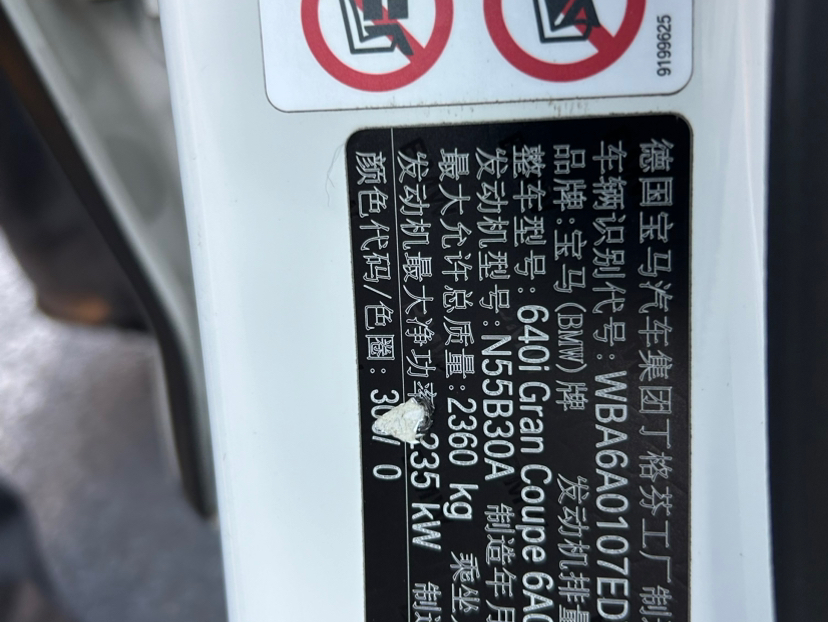 9199625
德国宝马汽车集团丁格芬工厂 制造
车辆识别代号:WBA6A0107ED
品牌:宝马(BMW)牌 发动机排量
整车型号:640i Gran Coupe 6A0
发动机型号:N55B30A 制造年月
最大允许总质量:2360 kg 乘坐
发动机最大净功率 235 kW 制造
颜色代码/色圈: 300/ 0